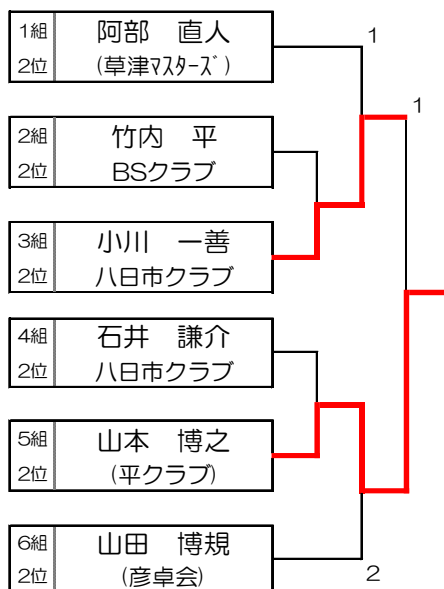 1組 阿部 直人
2位 (草津ﾏｽﾀｰｽﾞ)
1
1
2組 竹内 平
2位 BSクラブ
3組 小川 一善
2位 八日市クラブ
4組 石井 謙介
2位 八日市クラブ
5組 山本 博之
2位 (平クラブ)
6組 山田 博規
2位 (彦卓会)
2